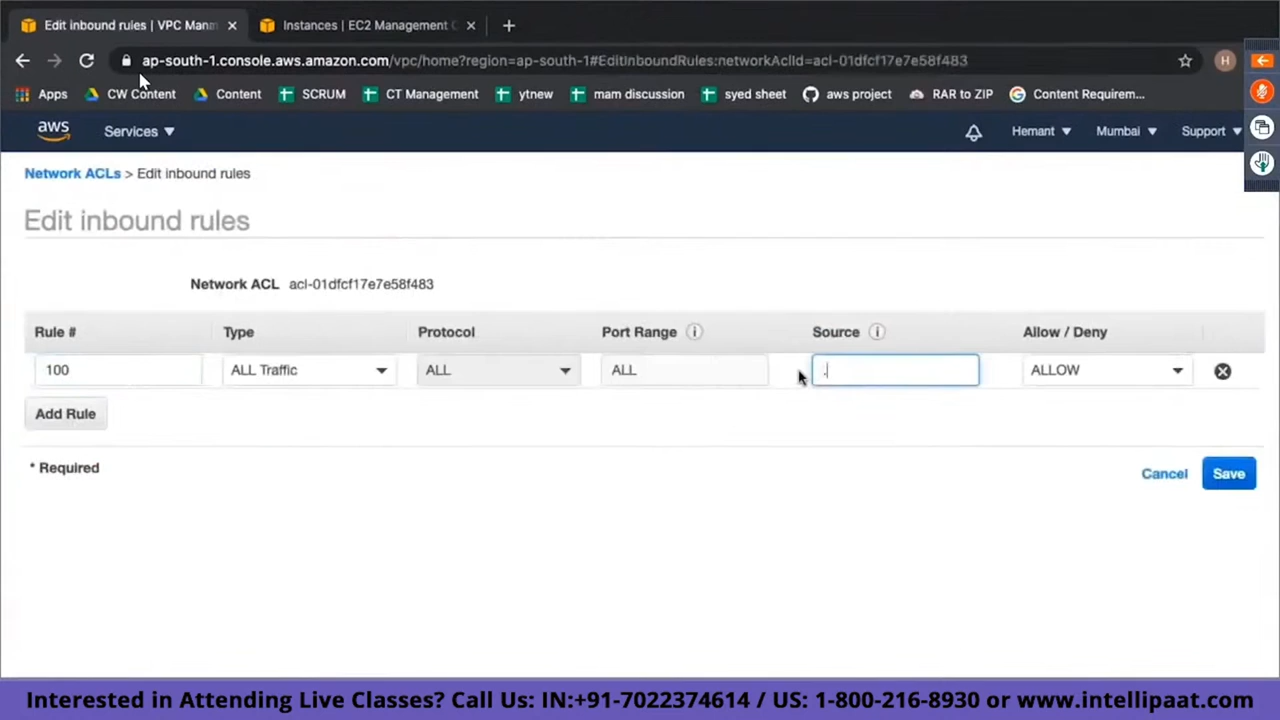 Edit inbound rules | VPC Mana
Instances | EC2 Management C
ap-south-1.console.aws.amazon.com/vpc/home?region=ap-south-1#EditInboundRules:networkAclId=acl-01dfcf17e7e58f483
H
Apps CW Content Content SCRUM CT Management ytnew mam discussion syed sheet aws project RAR to ZIP Content Requirem...
aws Services Hemant Mumbai Support
Network ACLs > Edit inbound rules
Edit inbound rules
Network ACL acl-01dfcf17e7e58f483
Rule # Type Protocol Port Range Source Allow / Deny
100 ALL Traffic ALL ALL . ALLOW
Add Rule
* Required
Cancel Save
Interested in Attending Live Classes? Call Us: IN:+91-7022374614 / US: 1-800-216-8930 or www.intellipaat.com